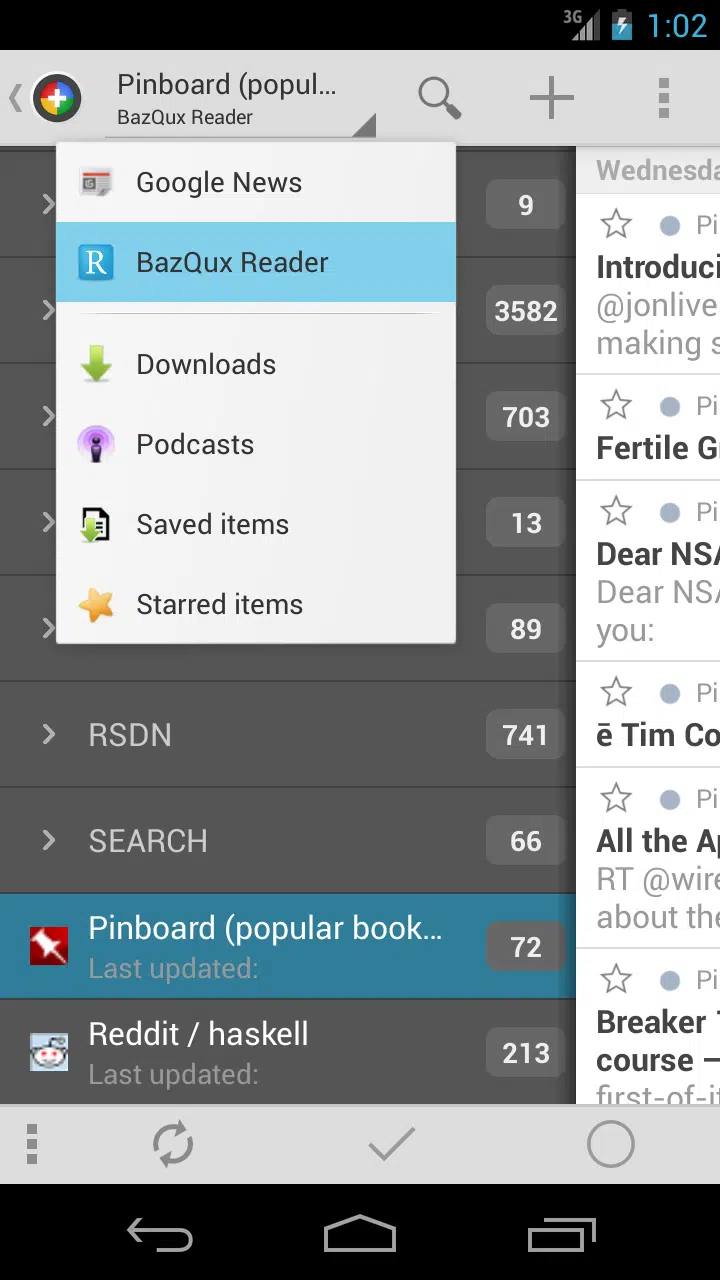 3G
1:02
Pinboard (popul...
BazQux Reader
Google News
BazQux Reader
Downloads
Podcasts
Saved items
Starred items
9
3582
703
13
89
RSDN
741
SEARCH
66
Pinboard (popular book...
Last updated:
72
Reddit / haskell
Last updated:
213
Wednesda
Pi
Introduci
@jonlive
making s
Pi
Fertile G
Pi
Dear NSA
Dear NSA
you:
Pi
ē Tim Co
Pi
All the Ap
RT @wire
about the
Pi
Breaker
course —
first-of-it